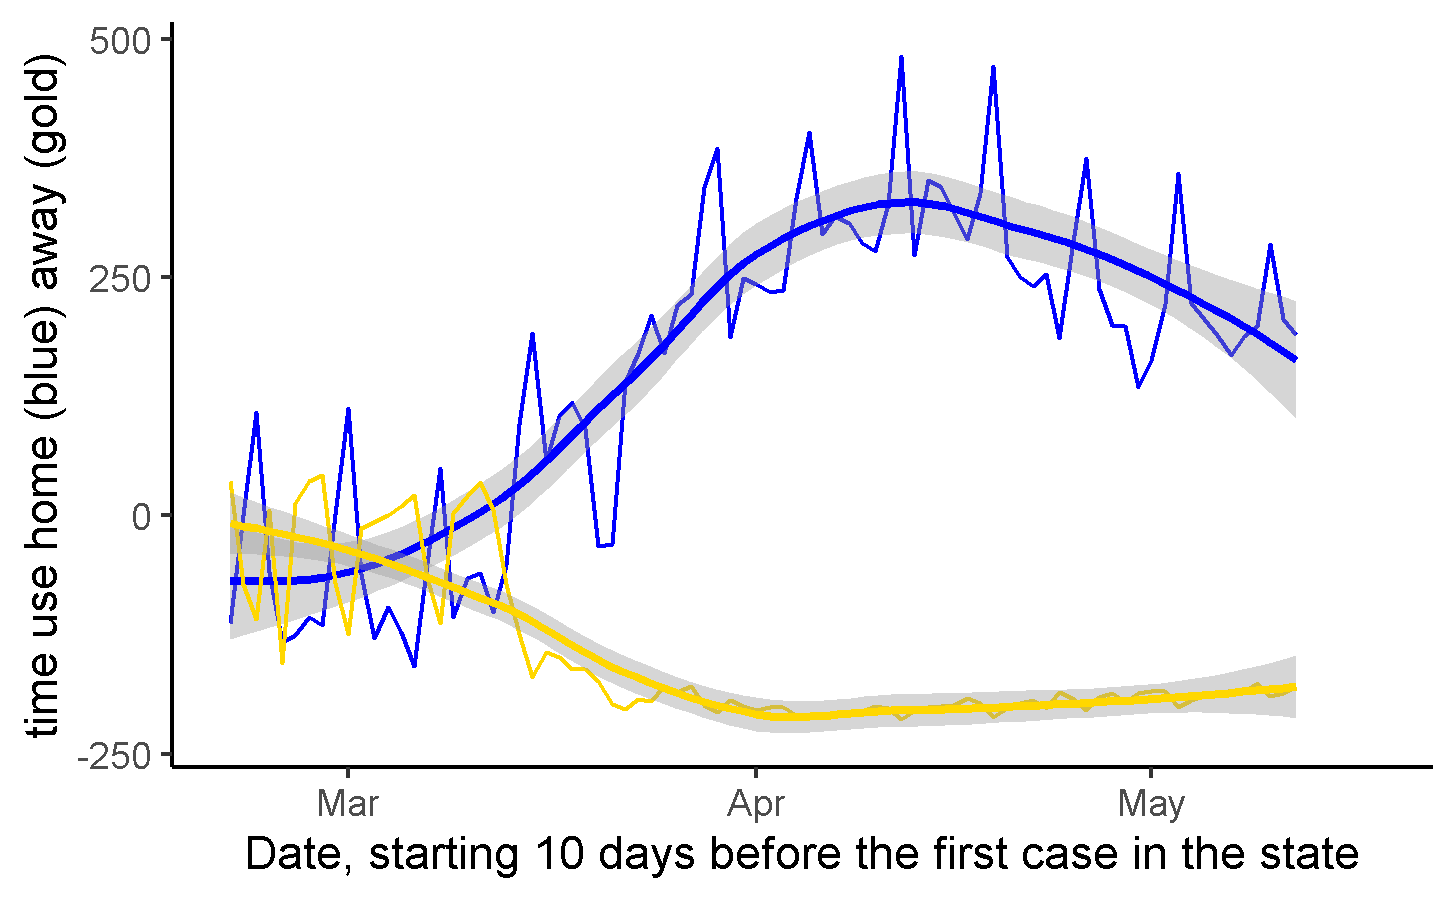 time use home (blue) away (gold)
500
250
0
-250
Mar
Apr
May
Date, starting 10 days before the first case in the state